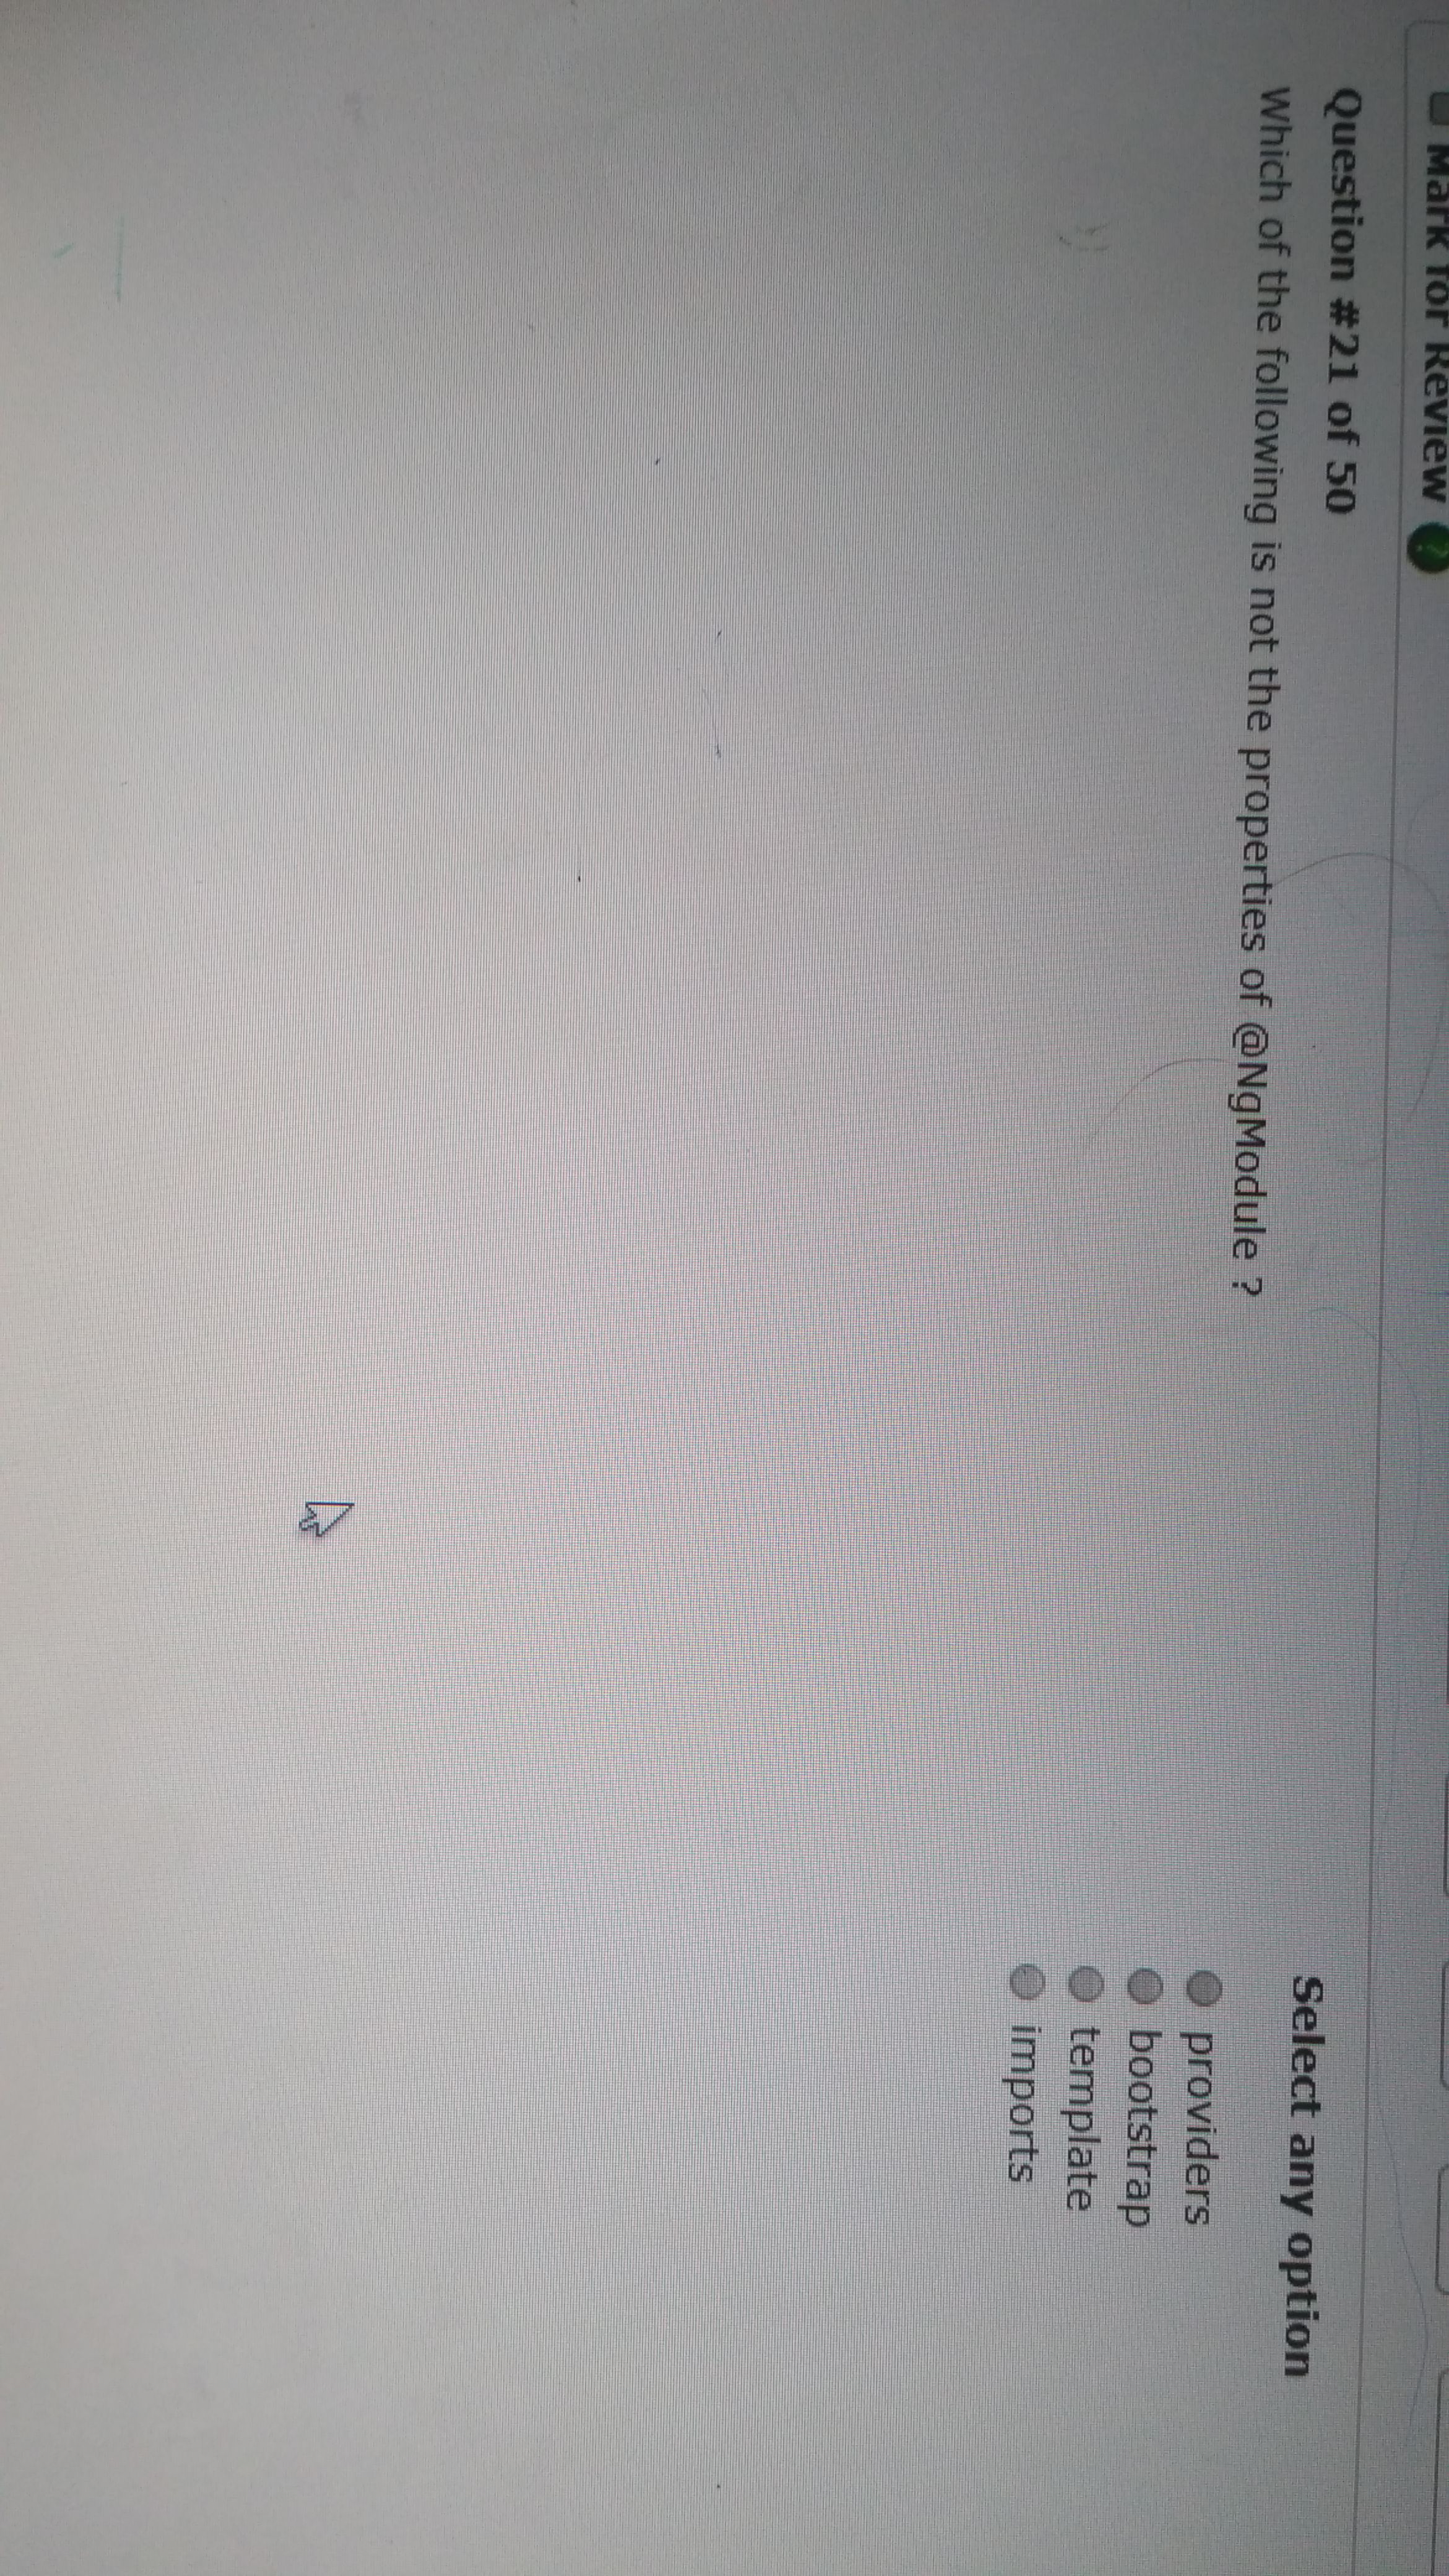 Mark for Review ?
Question #21 of 50
Which of the following is not the properties of @NgModule ?
Select any option
providers
bootstrap
template
imports